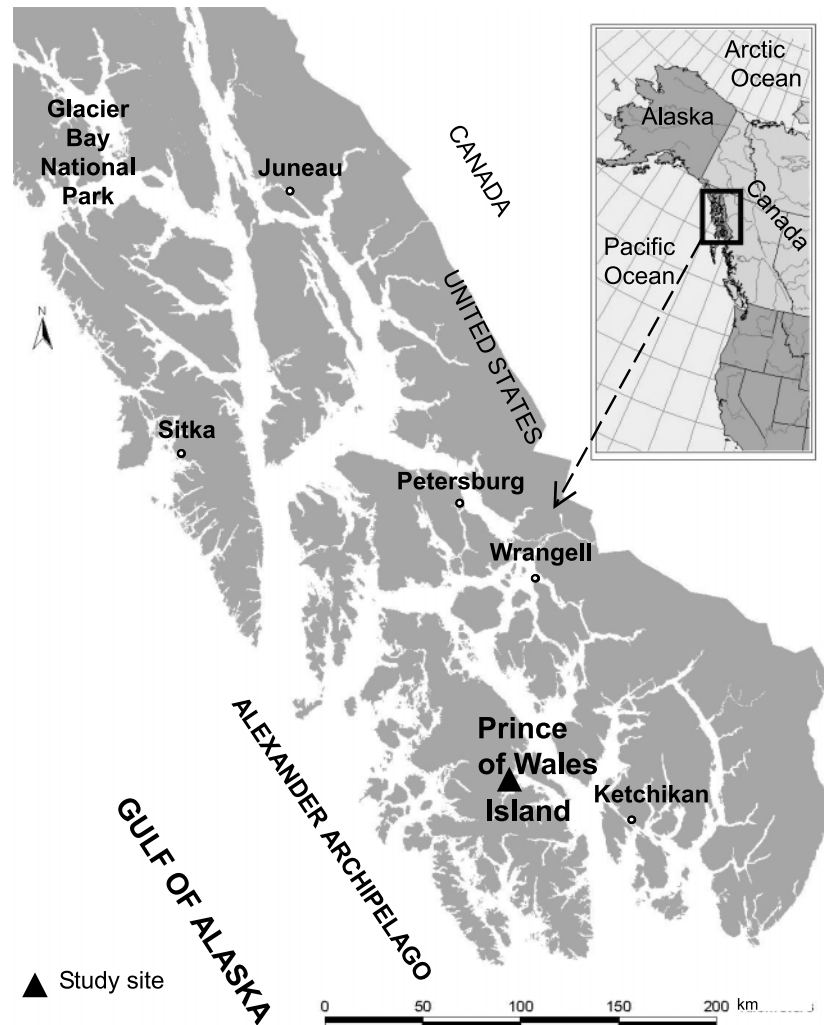 Glacier
Bay
National
Park
Juneau
CANADA
Arctic
Ocean
Alaska
Canada
Pacific
Ocean
N
UNITED STATES
Sitka
Petersburg
Wrangell
Prince
of Wales
Island
Ketchikan
ALEXANDER ARCHIPELAGO
GULF OF ALASKA
Study site
0 50 100 150 200 km